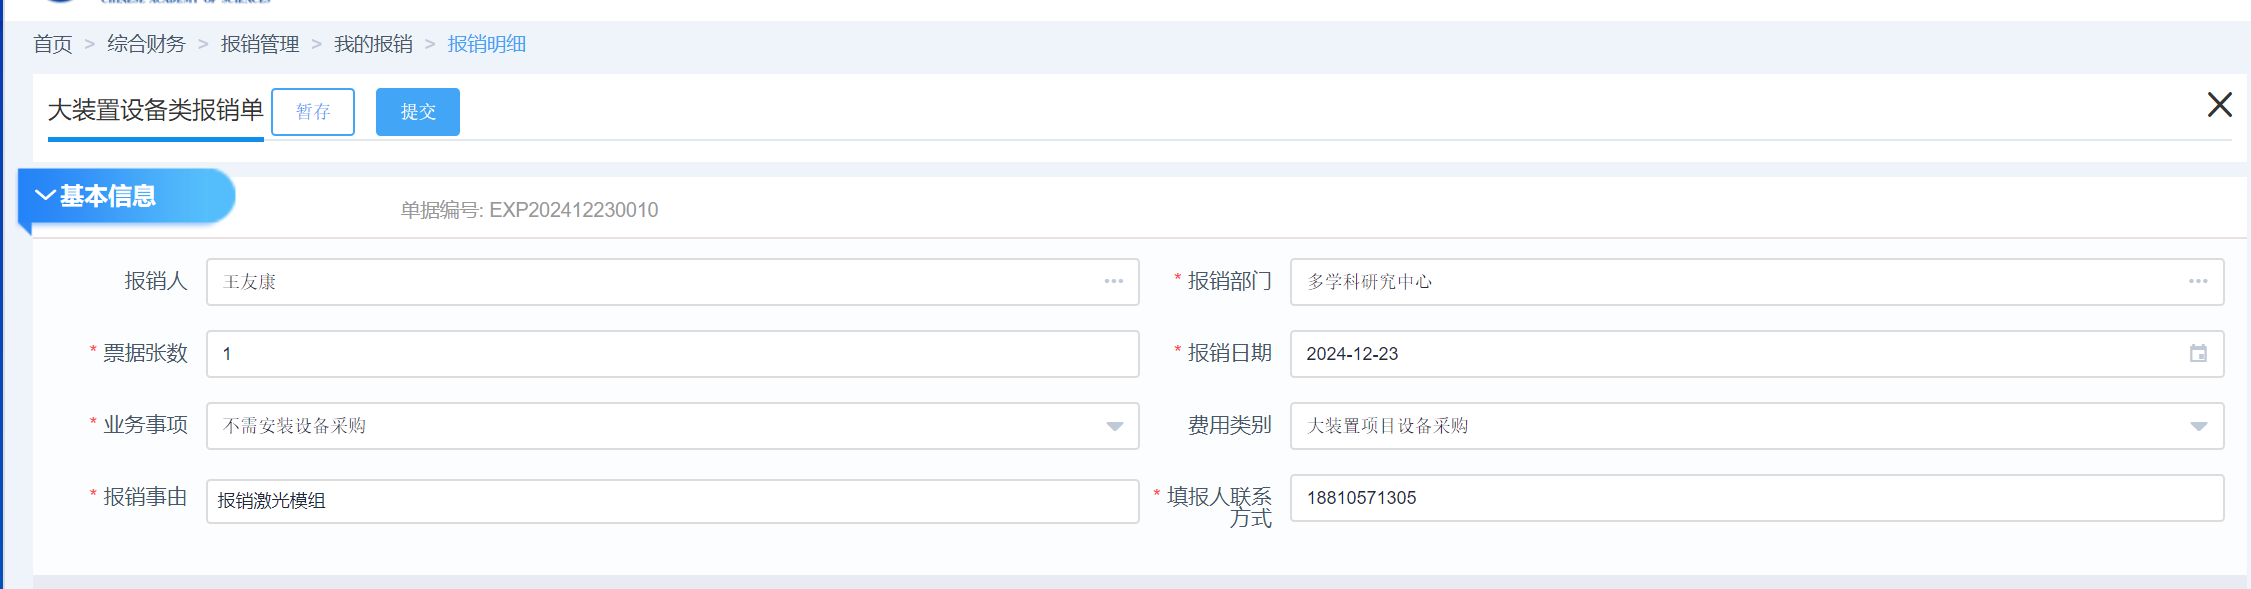 CHINESE ACADEMY OF SCIENCES
首页 > 综合财务 > 报销管理 > 我的报销 > 报销明细
大装置设备类报销单 暂存 提交
基本信息 单据编号: EXP202412230010
报销人 王友康 ··· * 报销部门 多学科研究中心 ···
* 票据张数 1 * 报销日期 2024-12-23
* 业务事项 不需安装设备采购 费用类别 大装置项目设备采购
* 报销事由 报销激光模组 * 填报人联系方式 18810571305